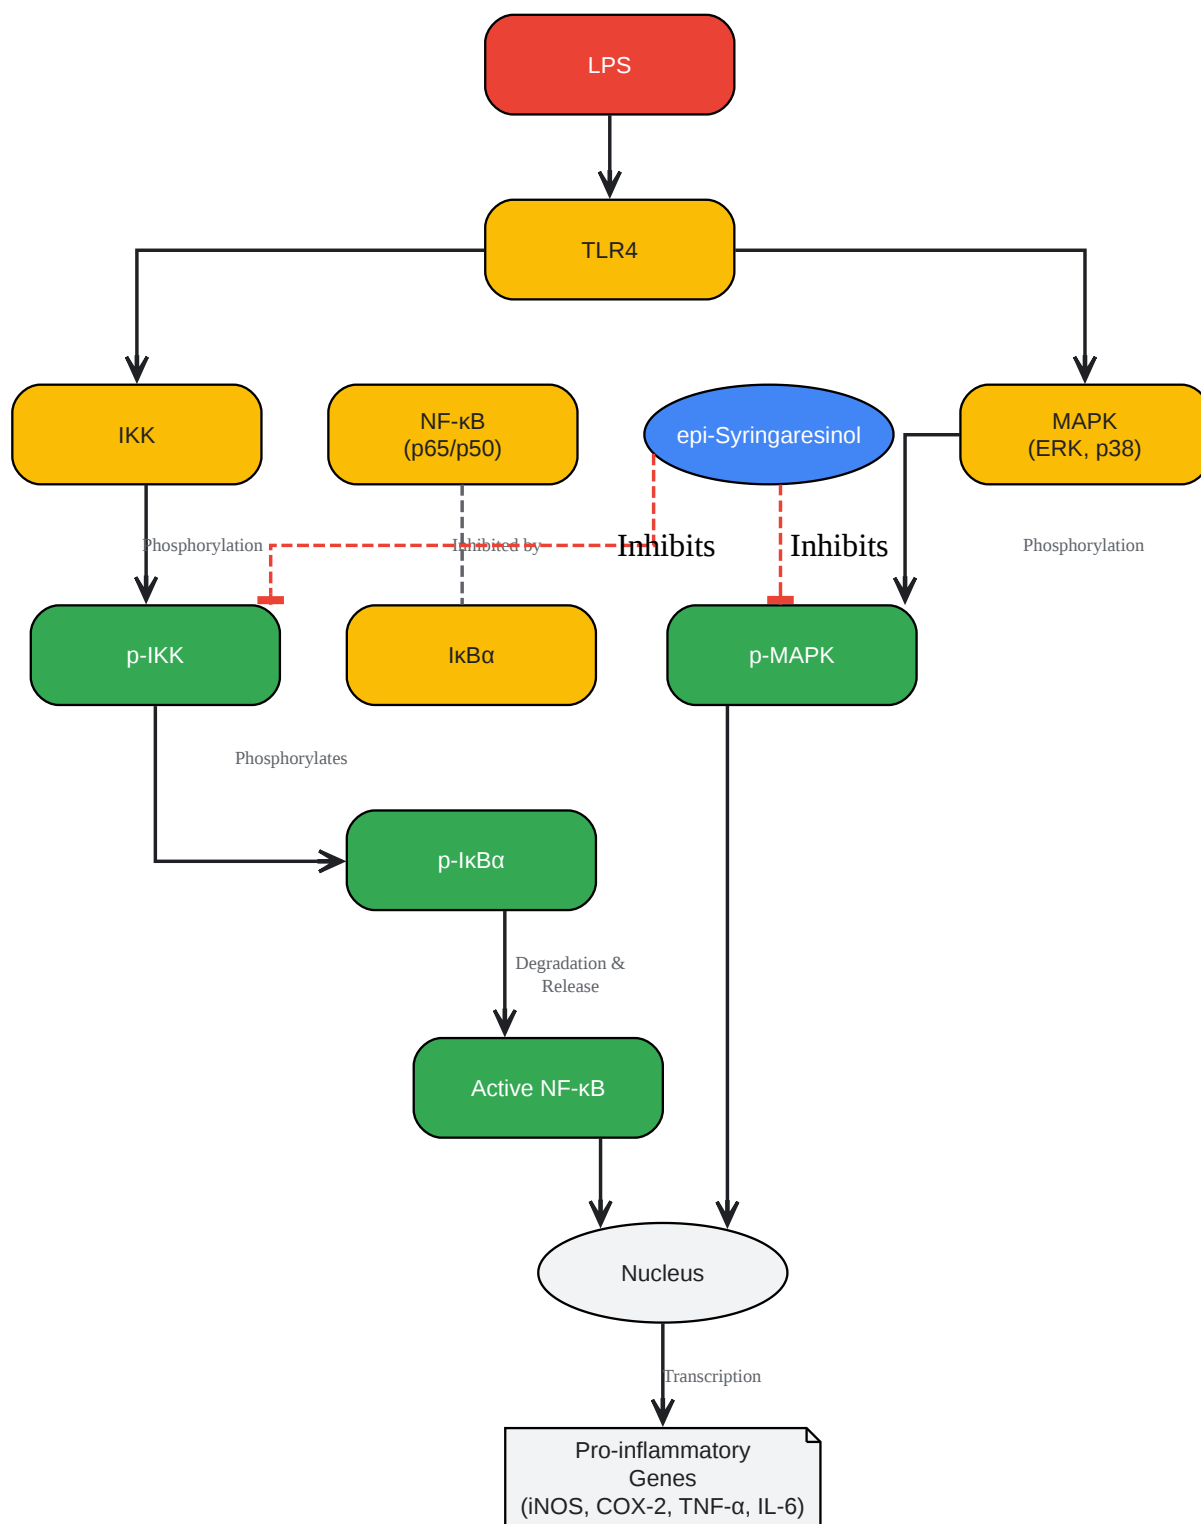 LPS
TLR4
IKK
NF-κB
(p65/p50)
epi-Syringaresinol
MAPK
(ERK, p38)
Phosphorylation
Inhibited by
Inhibits
Inhibits
Phosphorylation
p-IKK
IκBα
p-MAPK
Phosphorylates
p-IκBα
Degradation &
Release
Active NF-κB
Nucleus
Transcription
Pro-inflammatory
Genes
(iNOS, COX-2, TNF-α, IL-6)